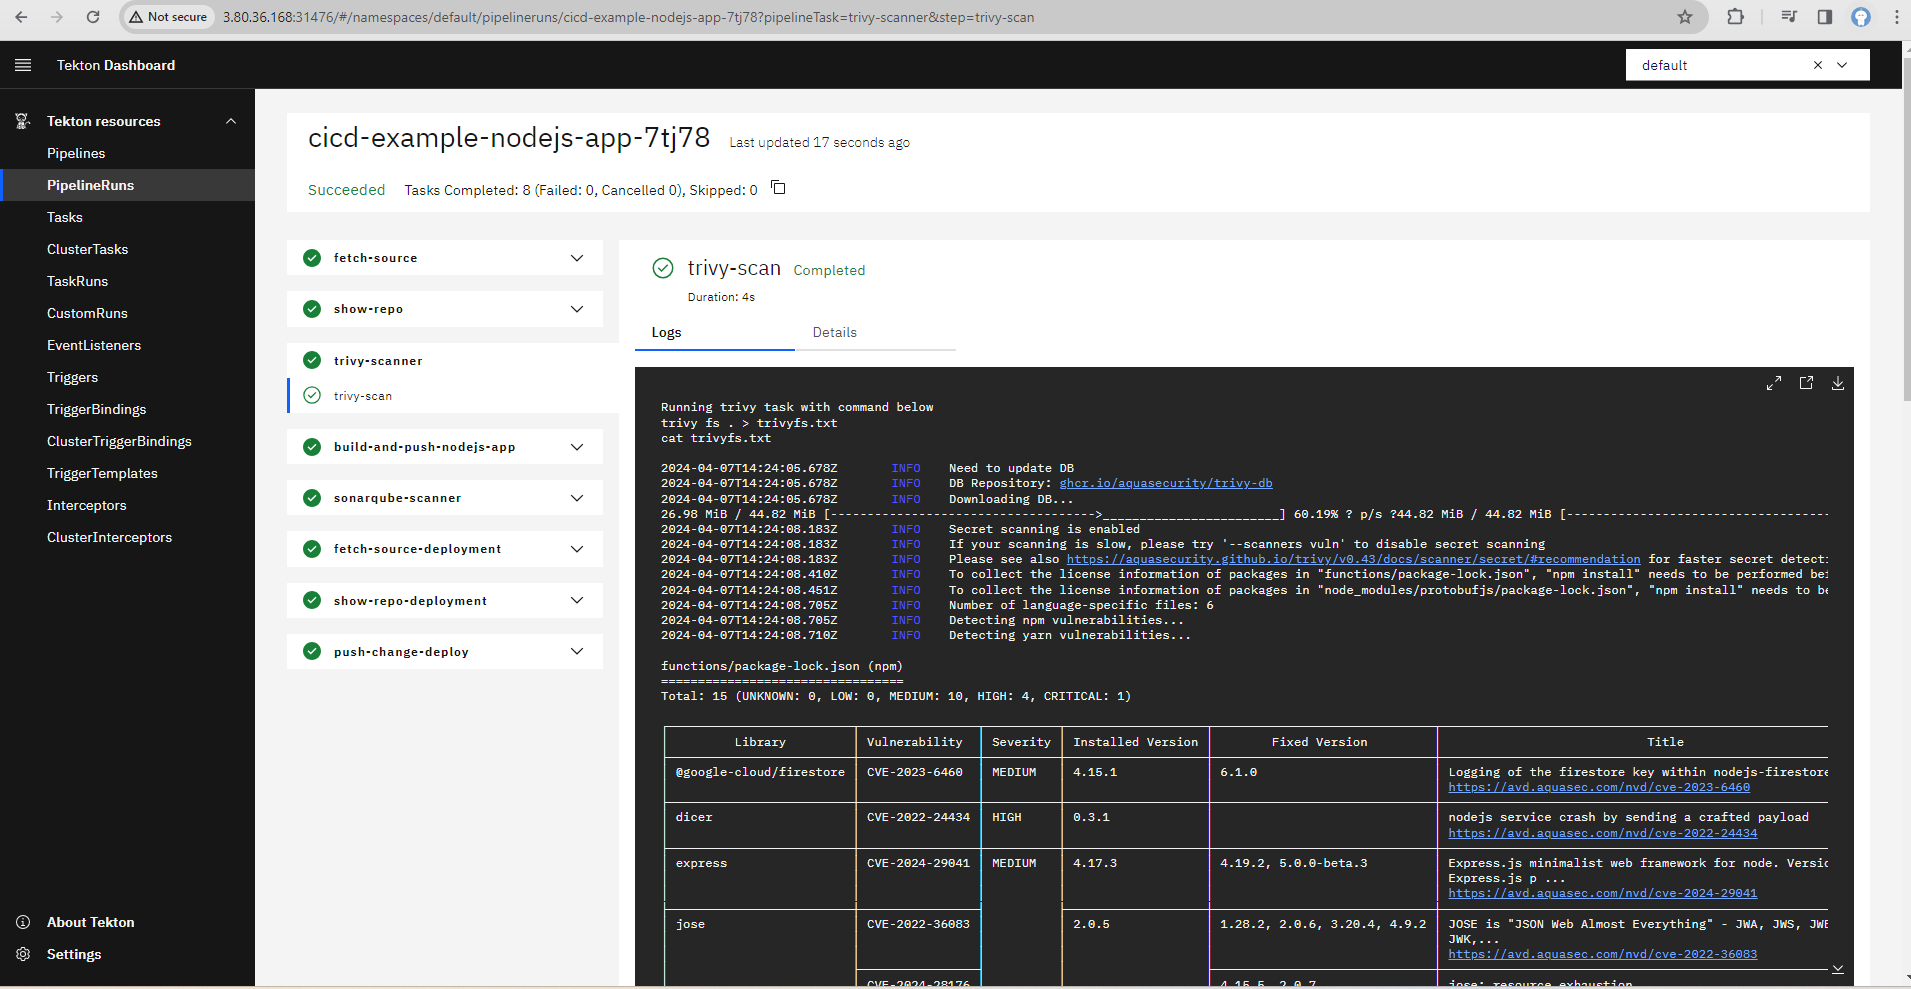 Not secure
3.80.36.168:31476/#/namespaces/default/pipelineruns/cicd-example-nodejs-app-7tj78?pipelineTask=trivy-scanner&step=trivy-scan
Tekton Dashboard
default
Tekton resources
Pipelines
PipelineRuns
Tasks
ClusterTasks
TaskRuns
CustomRuns
EventListeners
Triggers
TriggerBindings
ClusterTriggerBindings
TriggerTemplates
Interceptors
ClusterInterceptors
About Tekton
Settings
cicd-example-nodejs-app-7tj78 Last updated 17 seconds ago
Succeeded Tasks Completed: 8 (Failed: 0, Cancelled 0), Skipped: 0
fetch-source
show-repo
trivy-scanner
trivy-scan
build-and-push-nodejs-app
sonarqube-scanner
fetch-source-deployment
show-repo-deployment
push-change-deploy
trivy-scan Completed
Duration: 4s
Logs Details
Running trivy task with command below
trivy fs . > trivyfs.txt
cat trivyfs.txt
2024-04-07T14:24:05.678Z INFO Need to update DB
2024-04-07T14:24:05.678Z INFO DB Repository: ghcr.io/aquasecurity/trivy-db
2024-04-07T14:24:05.678Z INFO Downloading DB...
26.98 MiB / 44.82 MiB [------------------------------------>________________________] 60.19% ? p/s ?44.82 MiB / 44.82 MiB [------------------------------------
2024-04-07T14:24:08.183Z INFO Secret scanning is enabled
2024-04-07T14:24:08.183Z INFO If your scanning is slow, please try '--scanners vuln' to disable secret scanning
2024-04-07T14:24:08.183Z INFO Please see also https://aquasecurity.github.io/trivy/v0.43/docs/scanner/secret/#recommendation for faster secret detecti
2024-04-07T14:24:08.410Z INFO To collect the license information of packages in "functions/package-lock.json", "npm install" needs to be performed bef
2024-04-07T14:24:08.451Z INFO To collect the license information of packages in "node_modules/protobufjs/package-lock.json", "npm install" needs to be
2024-04-07T14:24:08.705Z INFO Number of language-specific files: 6
2024-04-07T14:24:08.705Z INFO Detecting npm vulnerabilities...
2024-04-07T14:24:08.710Z INFO Detecting yarn vulnerabilities...
functions/package-lock.json (npm)
=================================
Total: 15 (UNKNOWN: 0, LOW: 0, MEDIUM: 10, HIGH: 4, CRITICAL: 1)
Library Vulnerability Severity Installed Version Fixed Version Title
@google-cloud/firestore CVE-2023-6460 MEDIUM 4.15.1 6.1.0 Logging of the firestore key within nodejs-firestore
https://avd.aquasec.com/nvd/cve-2023-6460
dicer CVE-2022-24434 HIGH 0.3.1 nodejs service crash by sending a crafted payload
https://avd.aquasec.com/nvd/cve-2022-24434
express CVE-2024-29041 MEDIUM 4.17.3 4.19.2, 5.0.0-beta.3 Express.js minimalist web framework for node. Versio
Express.js p ...
https://avd.aquasec.com/nvd/cve-2024-29041
jose CVE-2022-36083 2.0.5 1.28.2, 2.0.6, 3.20.4, 4.9.2 JOSE is "JSON Web Almost Everything" - JWA, JWS, JWE
JWK,...
https://avd.aquasec.com/nvd/cve-2022-36083
CVE-2024-28176 4.15.5, 2.0.7 jose: resource exhaustion